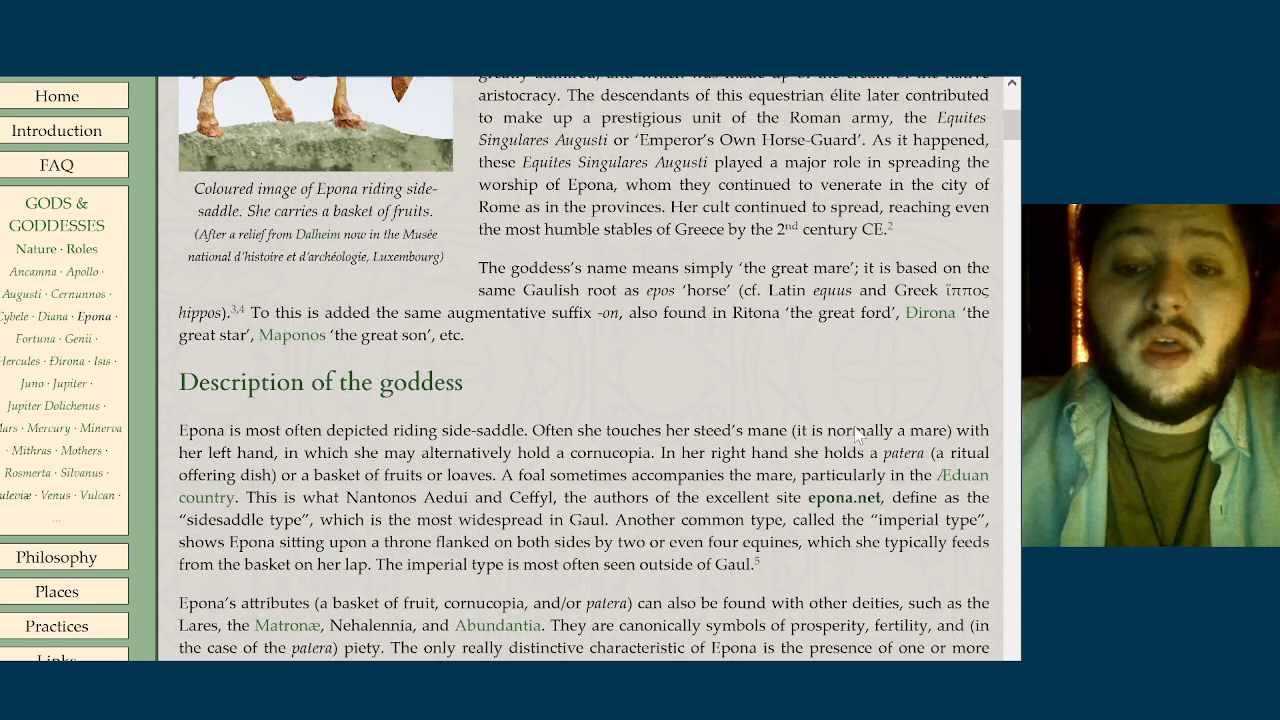 Home
Introduction
FAQ
GODS &
GODDESSES
Nature · Roles
Ancamna · Apollo ·
Augusti · Cernunnos ·
Cybele · Diana · Epona ·
Fortuna · Genii ·
Hercules · Đirona · Isis ·
Juno · Jupiter ·
Jupiter Dolichenus ·
Mars · Mercury · Minerva
· Mithras · Mothers ·
Rosmerta · Silvanus ·
· Venus · Vulcan ·
...
Philosophy
Places
Practices
Links
Coloured image of Epona riding side-
saddle. She carries a basket of fruits.
(After a relief from Dalheim now in the Musée
national d'histoire et d'archéologie, Luxembourg)
greatly admired, and which was made up of the cream of the native
aristocracy. The descendants of this equestrian élite later contributed
to make up a prestigious unit of the Roman army, the Equites
Singulares Augusti or ‘Emperor’s Own Horse-Guard’. As it happened,
these Equites Singulares Augusti played a major role in spreading the
worship of Epona, whom they continued to venerate in the city of
Rome as in the provinces. Her cult continued to spread, reaching even
the most humble stables of Greece by the 2nd century CE.2
The goddess’s name means simply ‘the great mare’; it is based on the
same Gaulish root as epos ‘horse’ (cf. Latin equus and Greek ἵππος
hippos).3,4 To this is added the same augmentative suffix -on, also found in Ritona ‘the great ford’, Đirona ‘the
great star’, Maponos ‘the great son’, etc.
Description of the goddess
Epona is most often depicted riding side-saddle. Often she touches her steed’s mane (it is normally a mare) with
her left hand, in which she may alternatively hold a cornucopia. In her right hand she holds a patera (a ritual
offering dish) or a basket of fruits or loaves. A foal sometimes accompanies the mare, particularly in the Æduan
country. This is what Nantonos Aedui and Ceffyl, the authors of the excellent site epona.net, define as the
“sidesaddle type”, which is the most widespread in Gaul. Another common type, called the “imperial type”,
shows Epona sitting upon a throne flanked on both sides by two or even four equines, which she typically feeds
from the basket on her lap. The imperial type is most often seen outside of Gaul.5
Epona’s attributes (a basket of fruit, cornucopia, and/or patera) can also be found with other deities, such as the
Lares, the Matronæ, Nehalennia, and Abundantia. They are canonically symbols of prosperity, fertility, and (in
the case of the patera) piety. The only really distinctive characteristic of Epona is the presence of one or more